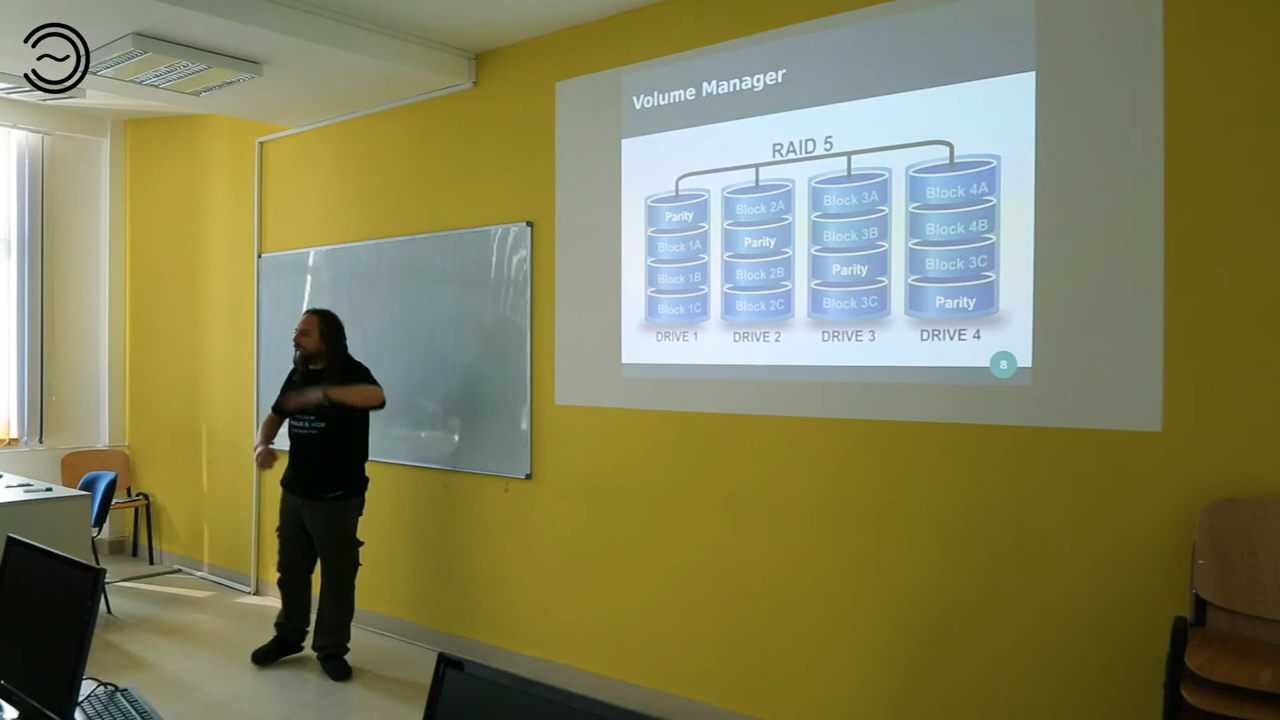 Volume Manager
RAID 5
Parity
Block 1A
Block 1B
Block 1C
DRIVE 1
Block 2A
Parity
Block 2B
Block 2C
DRIVE 2
Block 3A
Block 3B
Parity
Block 3C
DRIVE 3
Block 4A
Block 4B
Block 3C
Parity
DRIVE 4
8